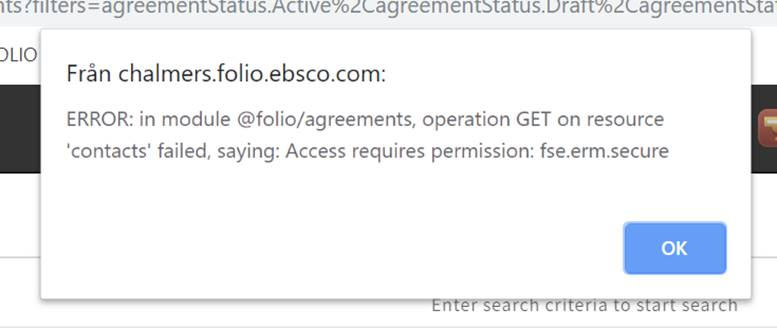 nts?filters=agreementStatus.Active%2CagreementStatus.Draft%2CagreementStat
OLIO
Från chalmers.folio.ebsco.com:
ERROR: in module @folio/agreements, operation GET on resource
'contacts' failed, saying: Access requires permission: fse.erm.secure
OK
Enter search criteria to start search